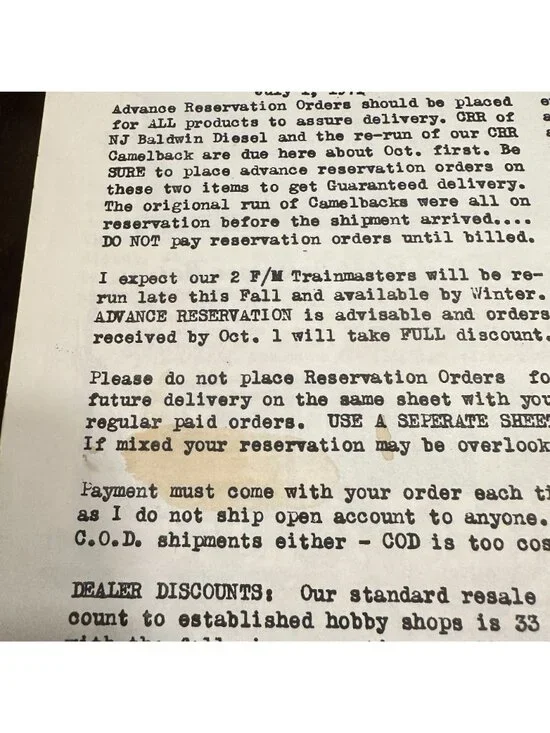 July 1, 1971
Advance Reservation Orders should be placed
for ALL products to assure delivery. CRR of
NJ Baldwin Diesel and the re-run of our CRR
Camelback are due here about Oct. first. Be
SURE to place advance reservation orders on
these two items to get Guaranteed delivery.
The origional run of Camelbacks were all on
reservation before the shipment arrived....
DO NOT pay reservation orders until billed.
I expect our 2 F/M Trainmasters will be re-
run late this Fall and available by Winter.
ADVANCE RESERVATION is advisable and orders
received by Oct. 1 will take FULL discount.
Please do not place Reservation Orders fo
future delivery on the same sheet with you
regular paid orders. USE A SEPERATE SHEET
If mixed your reservation may be overlook
Payment must come with your order each ti
as I do not ship open account to anyone.
C.O.D. shipments either - COD is too cos
DEALER DISCOUNTS: Our standard resale
count to established hobby shops is 33